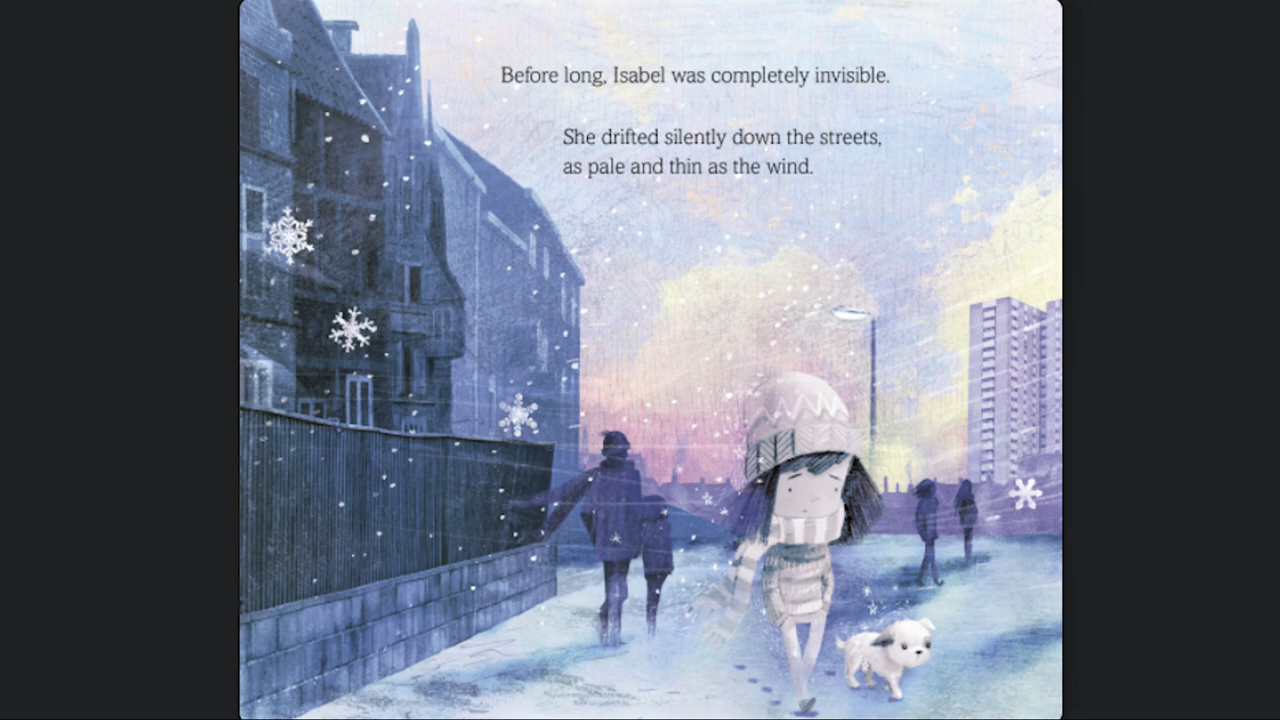 Before long, Isabel was completely invisible.
She drifted silently down the streets,
as pale and thin as the wind.